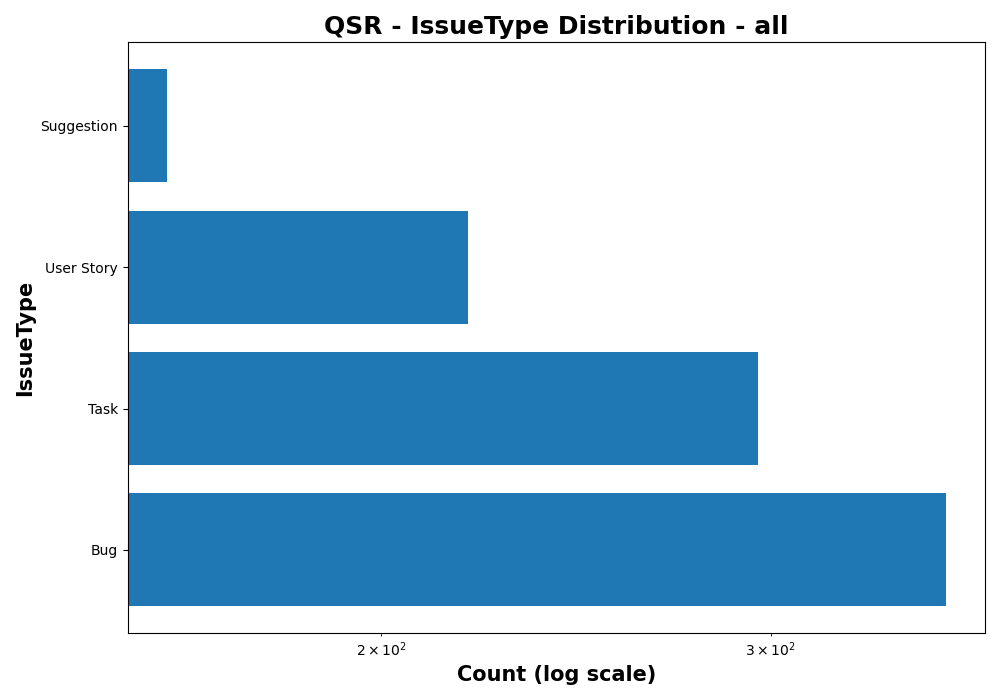 QSR - IssueType Distribution - all
Suggestion
User Story
Task
Bug
IssueType
2 × 10²
3 × 10²
Count (log scale)